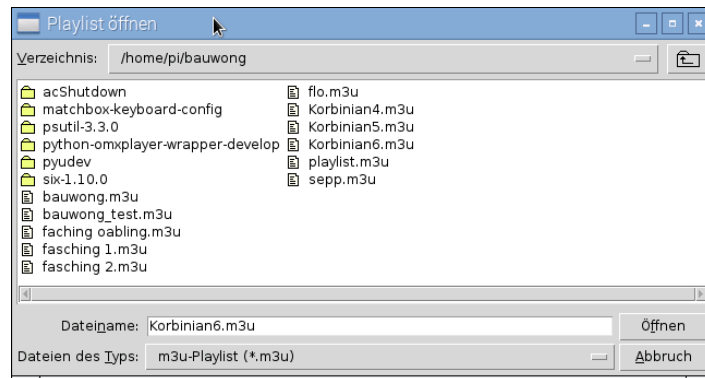 Playlist öffnen
Verzeichnis: /home/pi/bauwong
acShutdown
matchbox-keyboard-config
psutil-3.3.0
python-omxplayer-wrapper-develop
pyudev
six-1.10.0
bauwong.m3u
bauwong_test.m3u
faching oabling.m3u
fasching 1.m3u
fasching 2.m3u
flo.m3u
Korbinian4.m3u
Korbinian5.m3u
Korbinian6.m3u
playlist.m3u
sepp.m3u
Dateiname: Korbinian6.m3u Öffnen
Dateien des Typs: m3u-Playlist (*.m3u) Abbruch